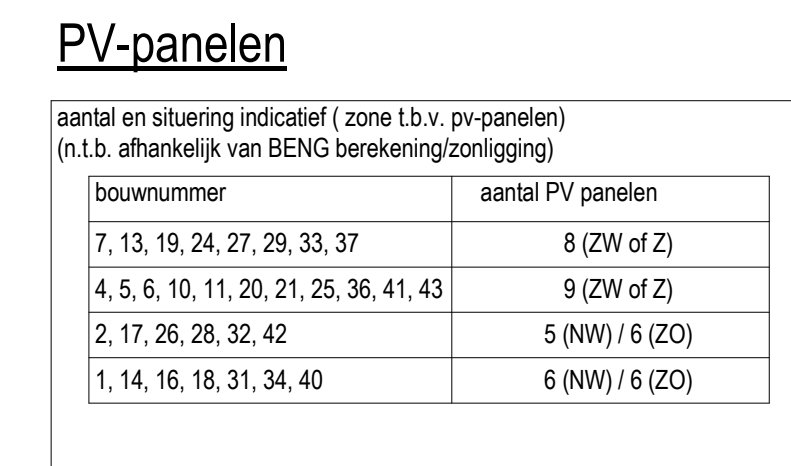 PV-panelen
aantal en situering indicatief ( zone t.b.v. pv-panelen)
(n.t.b. afhankelijk van BENG berekening/zonligging)
bouwnummer aantal PV panelen
7, 13, 19, 24, 27, 29, 33, 37 8 (ZW of Z)
4, 5, 6, 10, 11, 20, 21, 25, 36, 41, 43 9 (ZW of Z)
2, 17, 26, 28, 32, 42 5 (NW) / 6 (ZO)
1, 14, 16, 18, 31, 34, 40 6 (NW) / 6 (ZO)